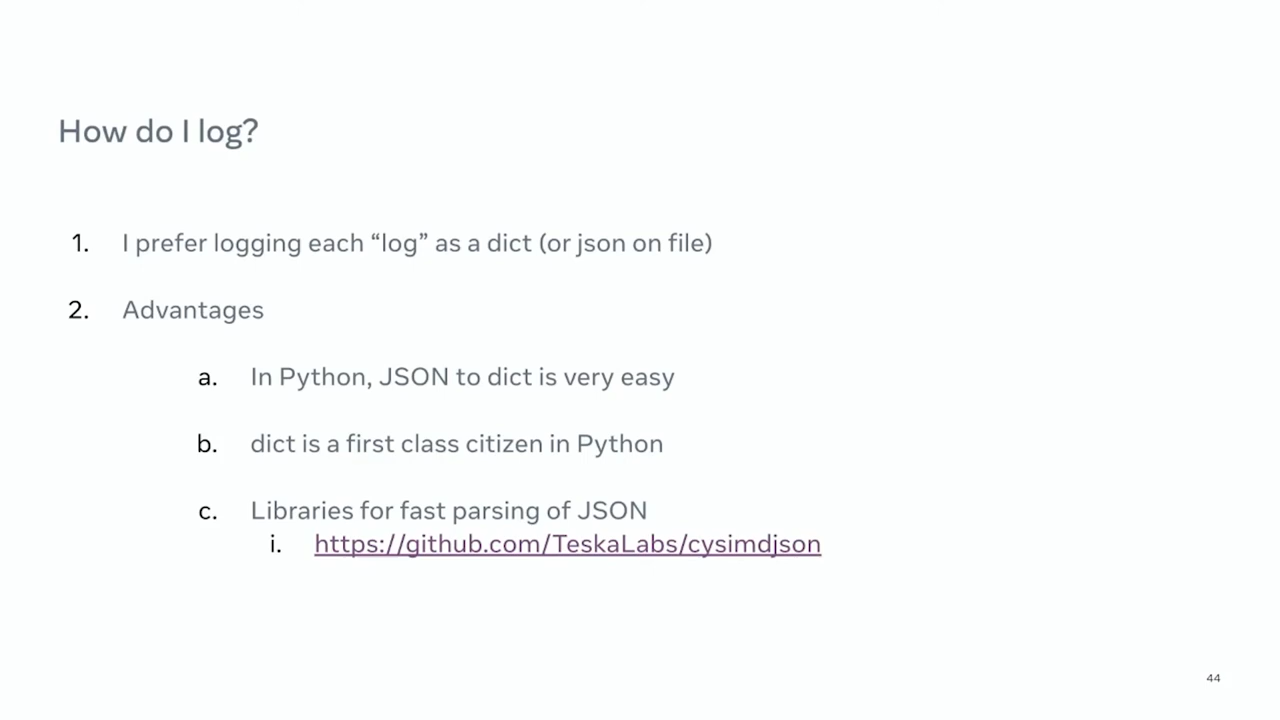 How do I log?
1. I prefer logging each “log” as a dict (or json on file)
2. Advantages
a. In Python, JSON to dict is very easy
b. dict is a first class citizen in Python
c. Libraries for fast parsing of JSON
i. https://github.com/TeskaLabs/cysimdjson
44